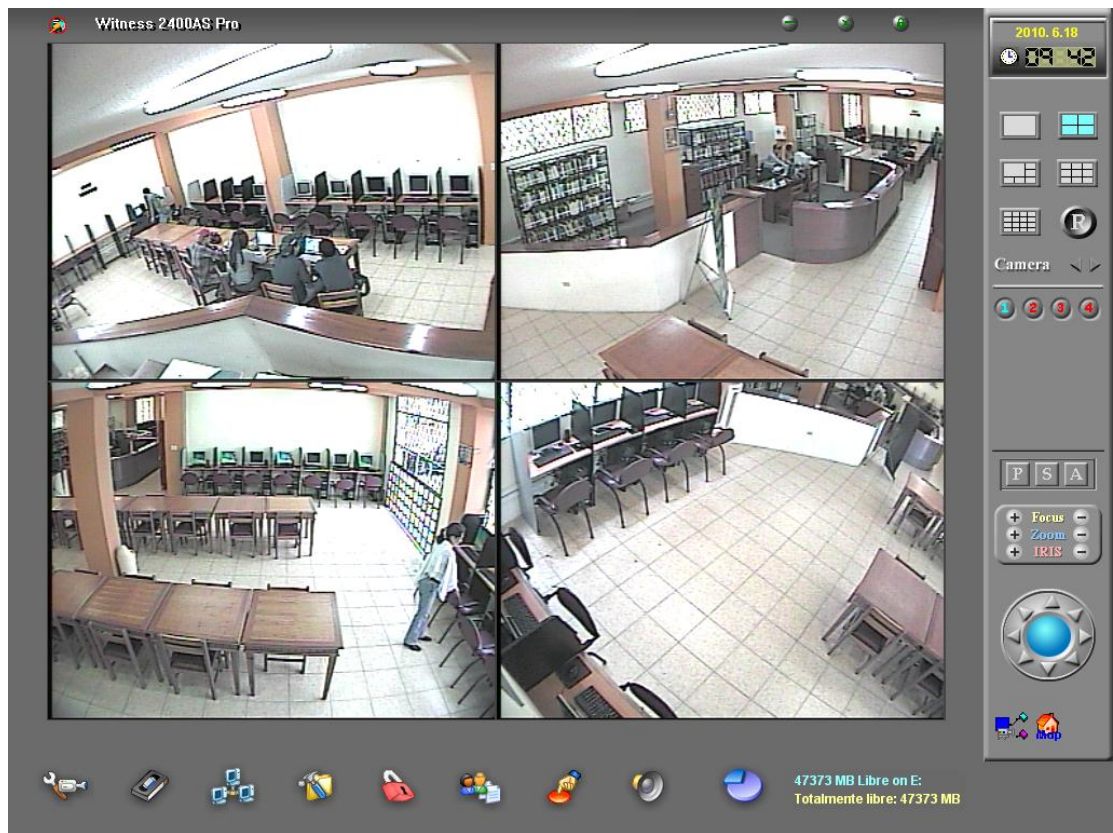 Witness 2400AS Pro
2010. 6.18
09:42
R
Camera
1 2 3 4
P S A
+ Focus -
+ Zoom -
+ IRIS -
Map
47373 MB Libre on E:
Totalmente libre: 47373 MB